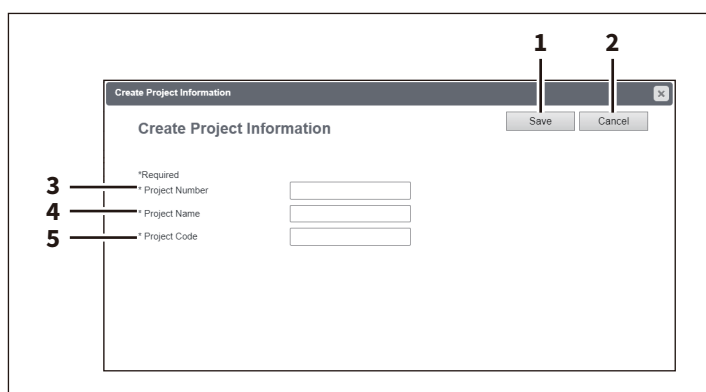 1 2
Create Project Information
Create Project Information
Save Cancel
*Required
3 * Project Number
4 * Project Name
5 * Project Code